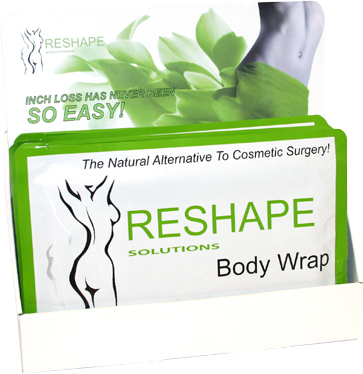 RESHAPE
INCH LOSS HAS NEVER BEEN
SO EASY!
The Natural Alternative To Cosmetic Surgery!
RESHAPE
SOLUTIONS
Body Wrap